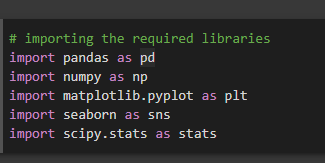 # importing the required libraries
import pandas as pd
import numpy as np
import matplotlib.pyplot as plt
import seaborn as sns
import scipy.stats as stats